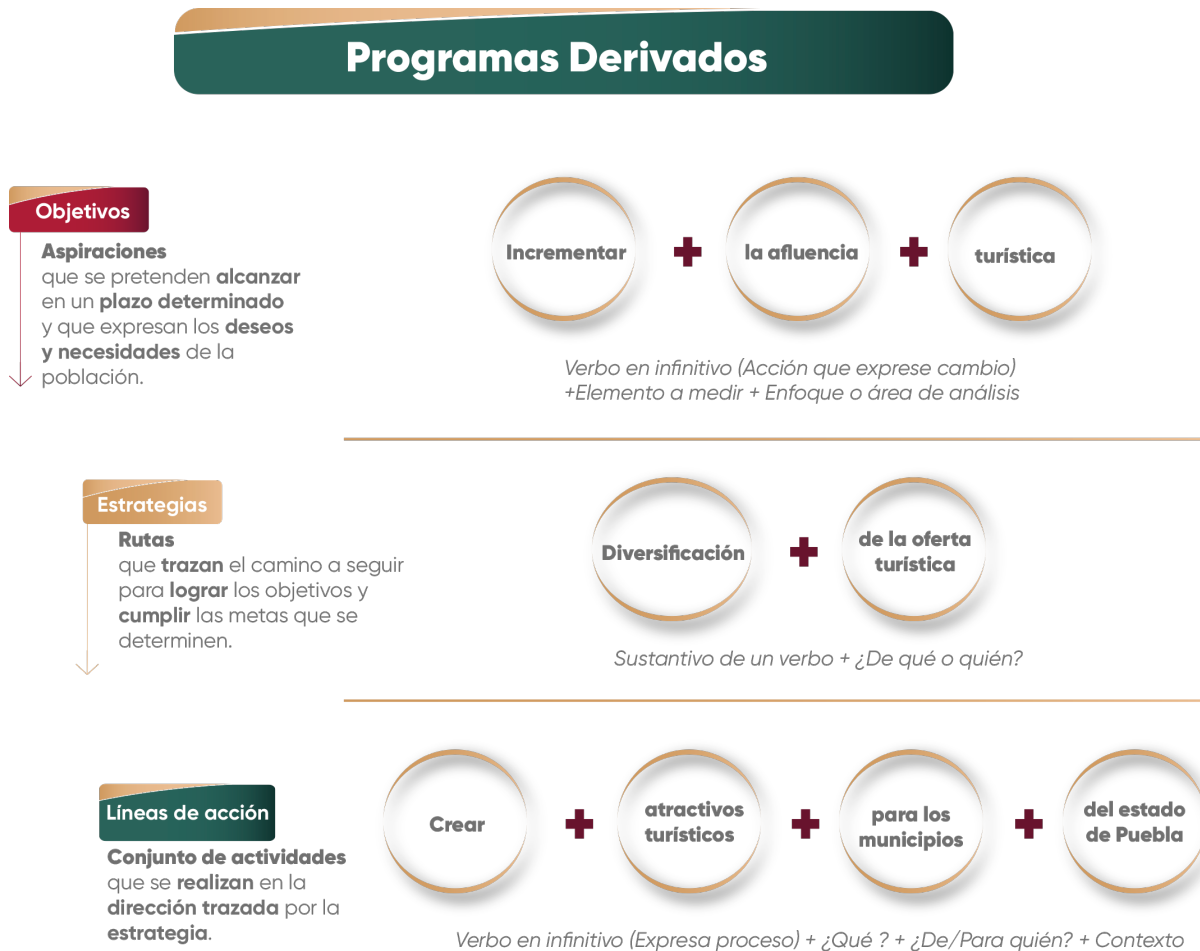 Programas Derivados
Objetivos
Aspiraciones
que se pretenden alcanzar
en un plazo determinado
y que expresan los deseos
y necesidades de la
población.
Incrementar + la afluencia + turística
Verbo en infinitivo (Acción que exprese cambio)
+Elemento a medir + Enfoque o área de análisis
Estrategias
Rutas
que trazan el camino a seguir
para lograr los objetivos y
cumplir las metas que se
determinen.
Diversificación + de la oferta
turística
Sustantivo de un verbo + ¿De qué o quién?
Líneas de acción
Conjunto de actividades
que se realizan en la
dirección trazada por la
estrategia.
Crear + atractivos
turísticos + para los
municipios + del estado
de Puebla
Verbo en infinitivo (Expresa proceso) + ¿Qué ? + ¿De/Para quién? + Contexto